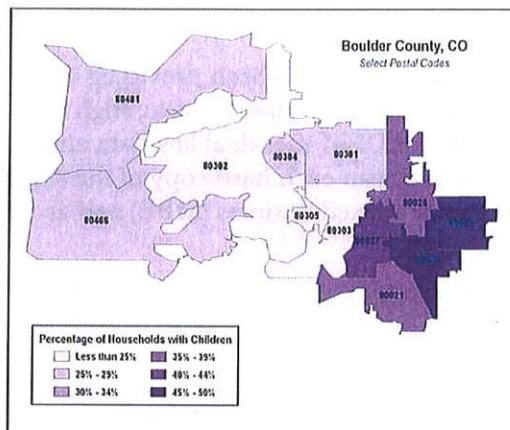 Boulder County, CO
Select Postal Codes
80481
80302
80304
80301
80466
80305
80303
80026
80027
80021
Percentage of Households with Children
Less than 25%
35% - 39%
25% - 29%
40% - 44%
30% - 34%
45% - 50%